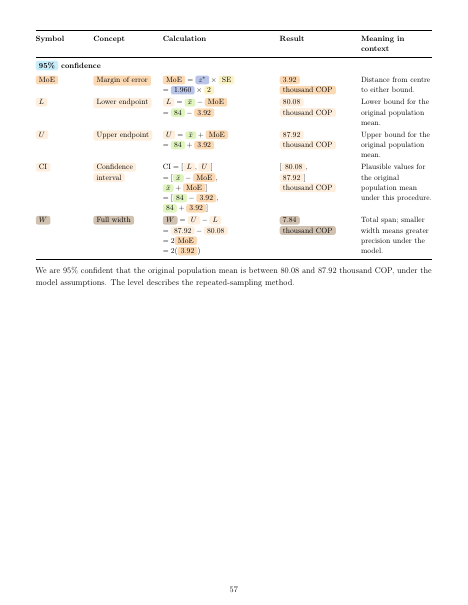 Symbol Concept Calculation Result Meaning in
context
95% confidence
MoE Margin of error MoE = z* × SE 3.92 Distance from centre
= 1.960 × 2 thousand COP to either bound.
L Lower endpoint L = x̄ − MoE 80.08 Lower bound for the
= 84 − 3.92 thousand COP original population
mean.
U Upper endpoint U = x̄ + MoE 87.92 Upper bound for the
= 84 + 3.92 thousand COP original population
mean.
CI Confidence CI = [ L , U ] [ 80.08 , Plausible values for
interval = [ x̄ − MoE , 87.92 ] the original
x̄ + MoE ] thousand COP population mean
= [ 84 − 3.92 , under this procedure.
84 + 3.92 ]
W Full width W = U − L 7.84 Total span; smaller
= 87.92 − 80.08 thousand COP width means greater
= 2 MoE precision under the
= 2( 3.92 ) model.
We are 95% confident that the original population mean is between 80.08 and 87.92 thousand COP, under the
model assumptions. The level describes the repeated-sampling method.
57